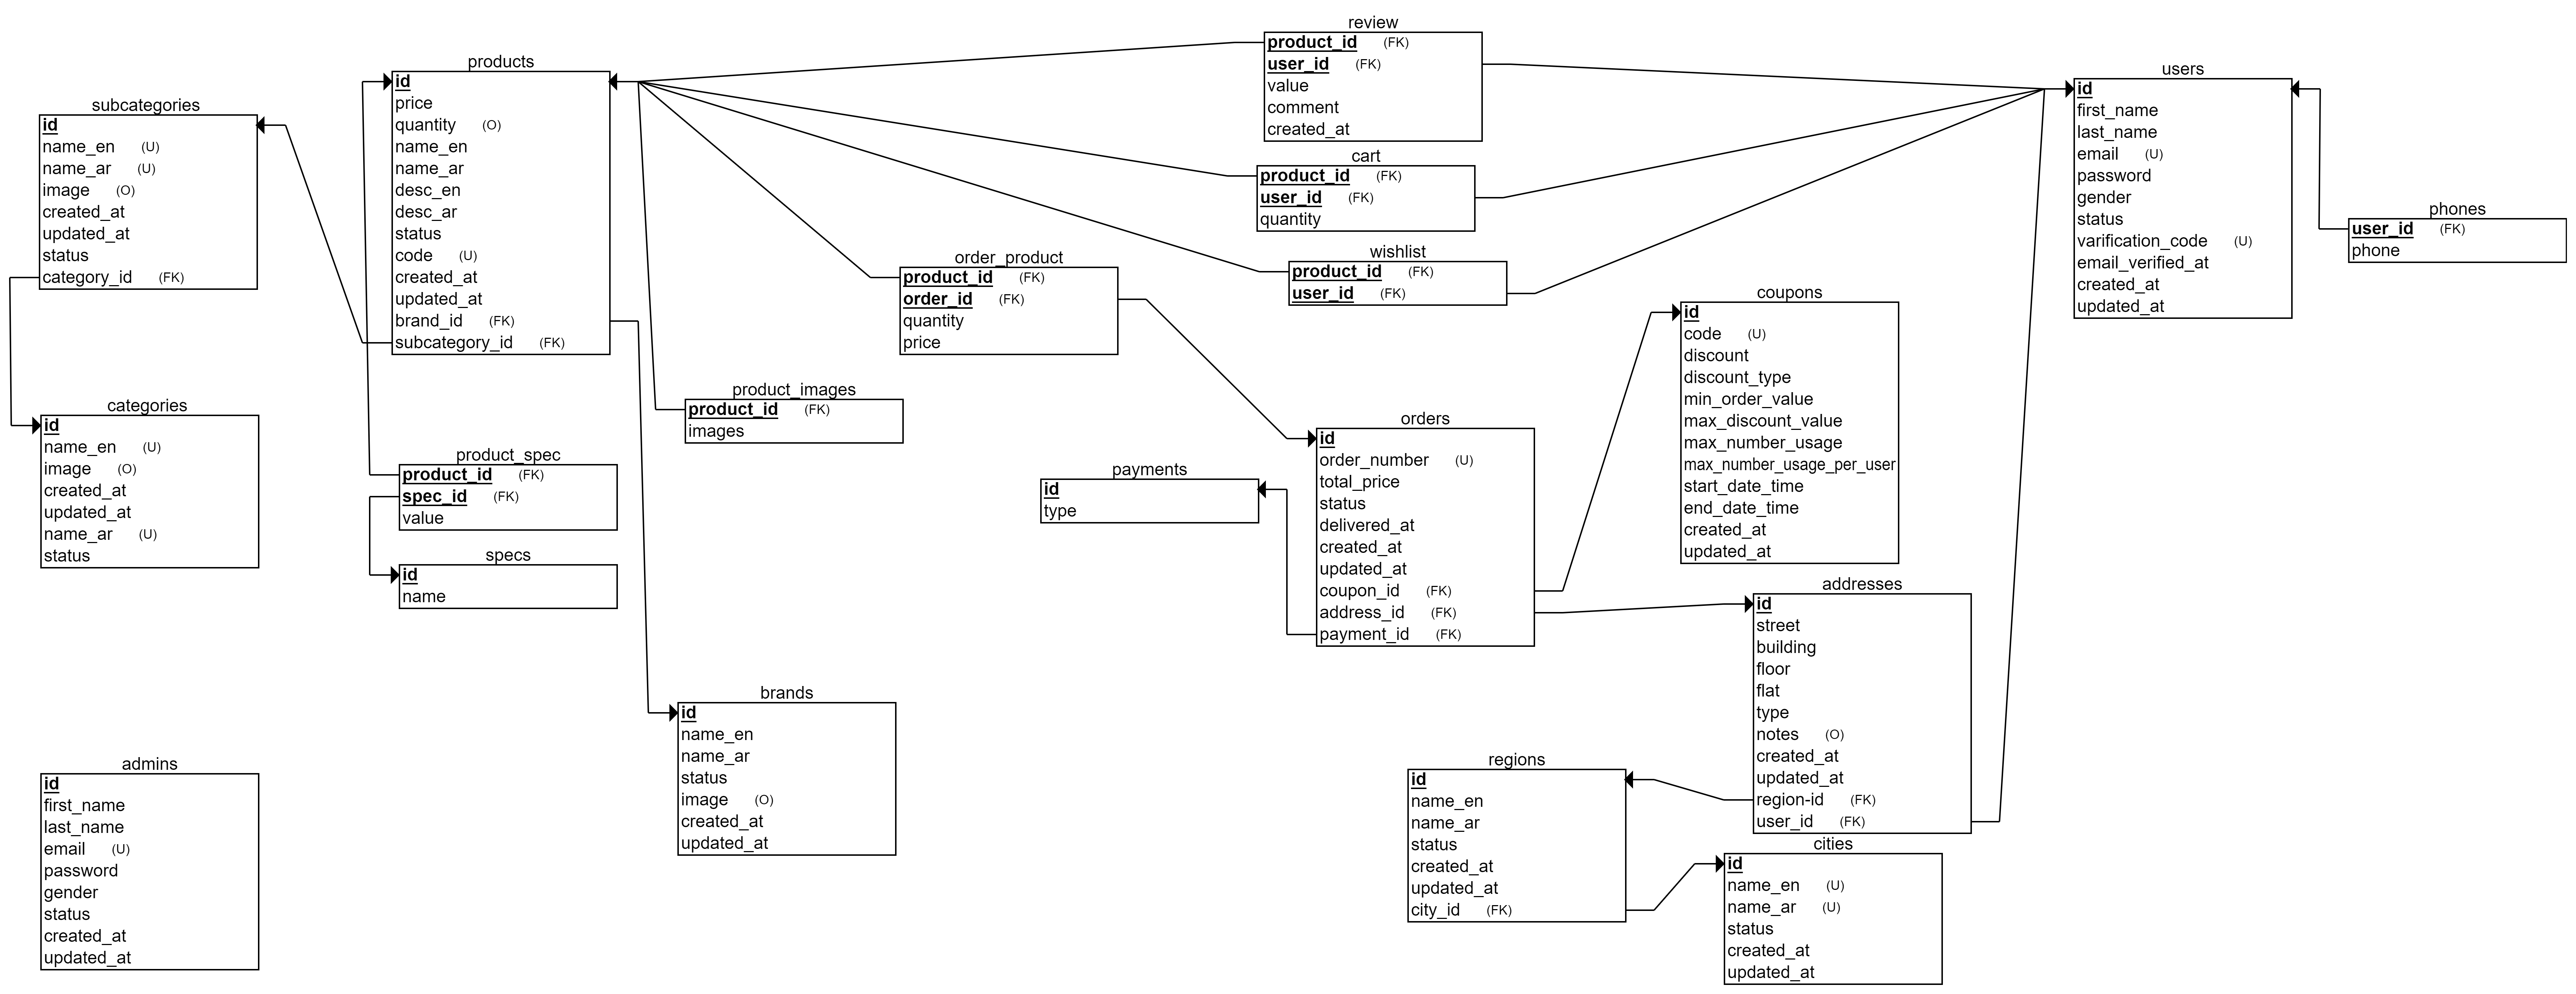 review
product_id (FK)
user_id (FK)
value
comment
created_at
products
id
price
quantity (O)
name_en
name_ar
desc_en
desc_ar
status
code (U)
created_at
updated_at
brand_id (FK)
subcategory_id (FK)
users
id
first_name
last_name
email (U)
password
gender
status
varification_code (U)
email_verified_at
created_at
updated_at
subcategories
id
name_en (U)
name_ar (U)
image (O)
created_at
updated_at
status
category_id (FK)
cart
product_id (FK)
user_id (FK)
quantity
phones
user_id (FK)
phone
wishlist
product_id (FK)
user_id (FK)
order_product
product_id (FK)
order_id (FK)
quantity
price
coupons
id
code (U)
discount
discount_type
min_order_value
max_discount_value
max_number_usage
max_number_usage_per_user
start_date_time
end_date_time
created_at
updated_at
product_images
product_id (FK)
images
categories
id
name_en (U)
image (O)
created_at
updated_at
name_ar (U)
status
orders
id
order_number (U)
total_price
status
delivered_at
created_at
updated_at
coupon_id (FK)
address_id (FK)
payment_id (FK)
product_spec
product_id (FK)
spec_id (FK)
value
payments
id
type
specs
id
name
addresses
id
street
building
floor
flat
type
notes (O)
created_at
updated_at
region-id (FK)
user_id (FK)
brands
id
name_en
name_ar
status
image (O)
created_at
updated_at
regions
id
name_en
name_ar
status
created_at
updated_at
city_id (FK)
admins
id
first_name
last_name
email (U)
password
gender
status
created_at
updated_at
cities
id
name_en (U)
name_ar (U)
status
created_at
updated_at